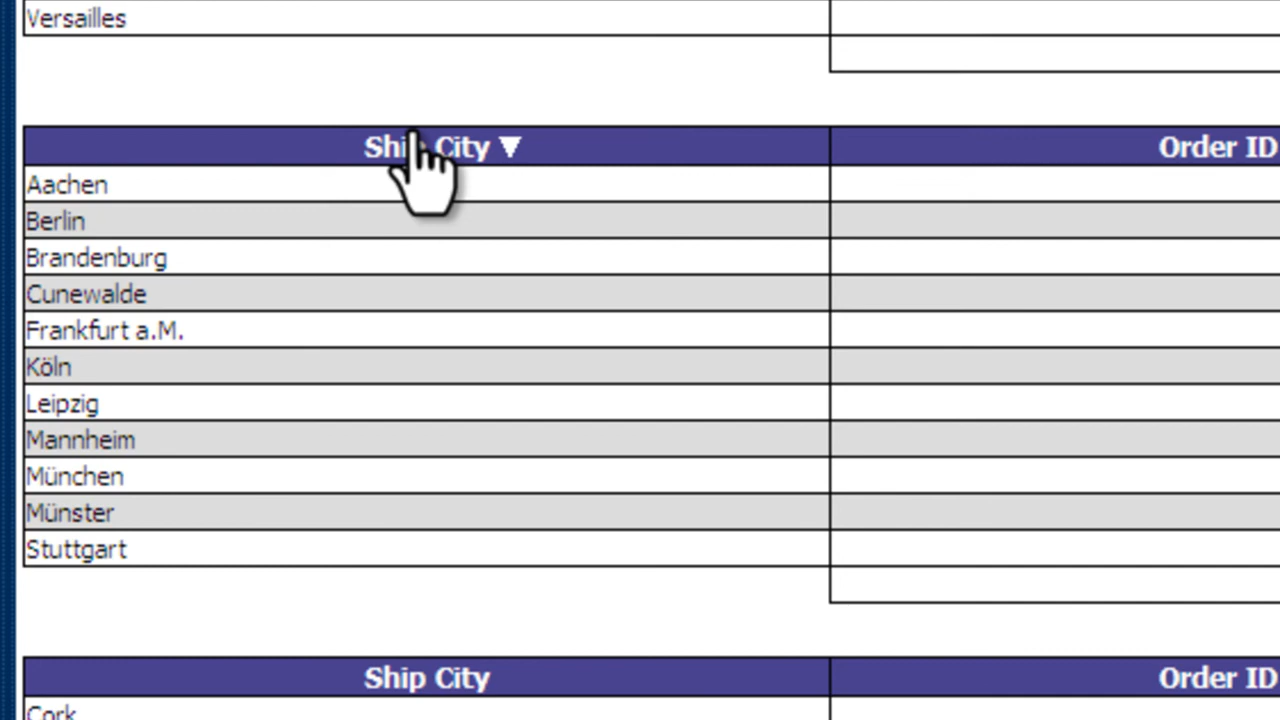 Versailles
Ship City ▼ Order ID
Aachen
Berlin
Brandenburg
Cunewalde
Frankfurt a.M.
Köln
Leipzig
Mannheim
München
Münster
Stuttgart
Ship City Order ID
Cork